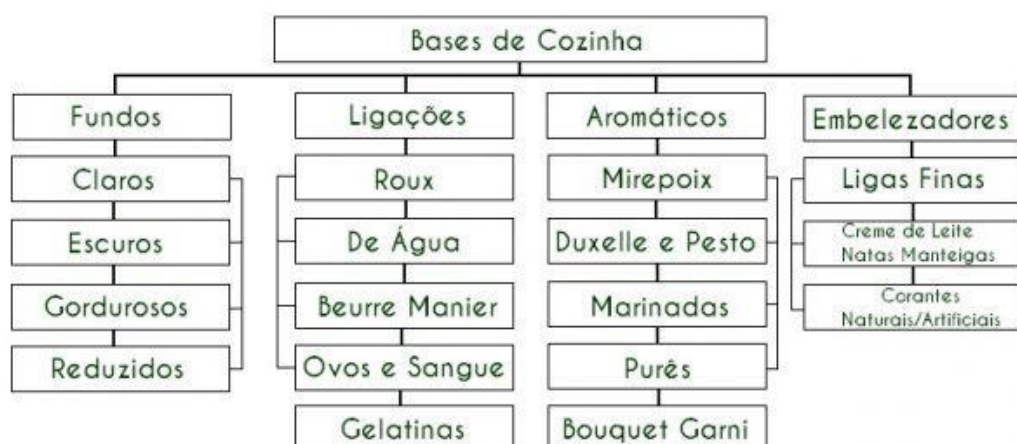 Bases de Cozinha
Fundos
Claros
Escuros
Gordurosos
Reduzidos
Ligações
Roux
De Água
Beurre Manier
Ovos e Sangue
Gelatinas
Aromáticos
Mirepoix
Duxelle e Pesto
Marinadas
Purês
Bouquet Garni
Embelezadores
Ligas Finas
Creme de Leite
Natas Manteigas
Corantes
Naturais/Artificiais